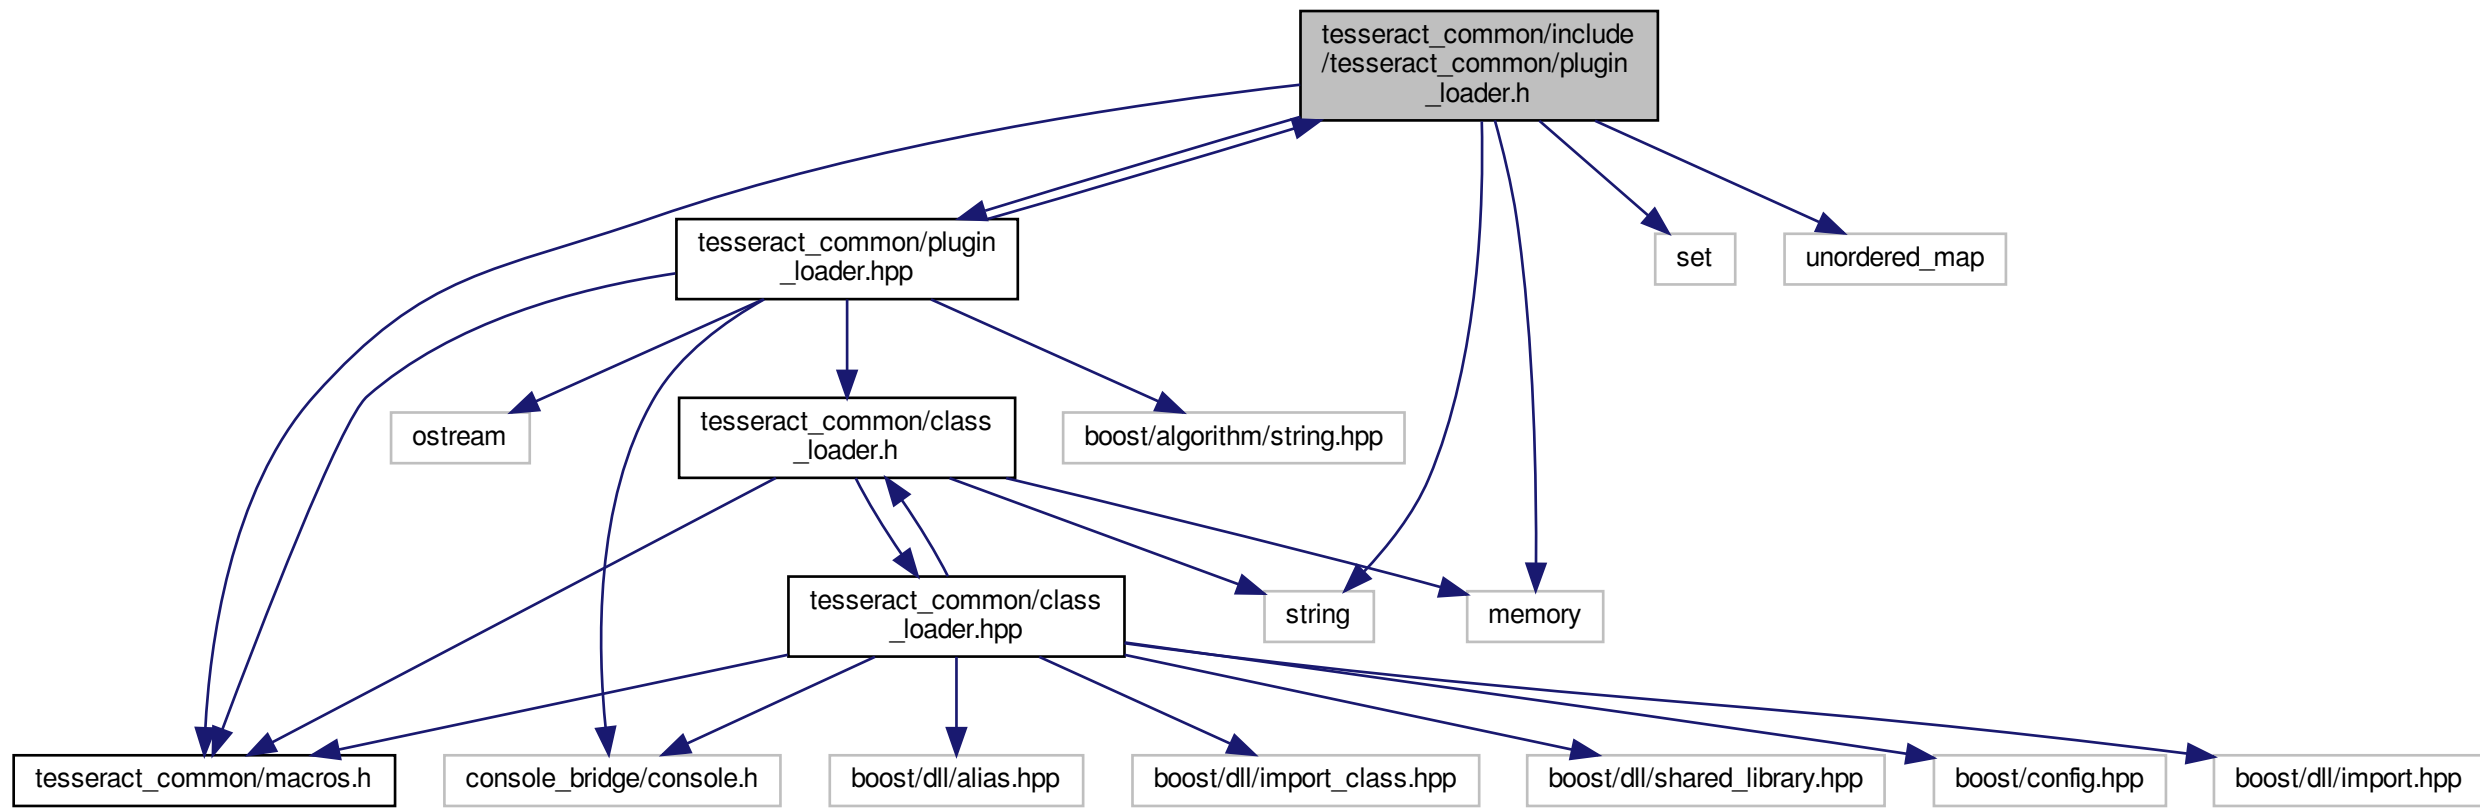 tesseract_common/include
/tesseract_common/plugin
_loader.h
tesseract_common/plugin
_loader.hpp
set
unordered_map
ostream
tesseract_common/class
_loader.h
boost/algorithm/string.hpp
tesseract_common/class
_loader.hpp
string
memory
tesseract_common/macros.h
console_bridge/console.h
boost/dll/alias.hpp
boost/dll/import_class.hpp
boost/dll/shared_library.hpp
boost/config.hpp
boost/dll/import.hpp